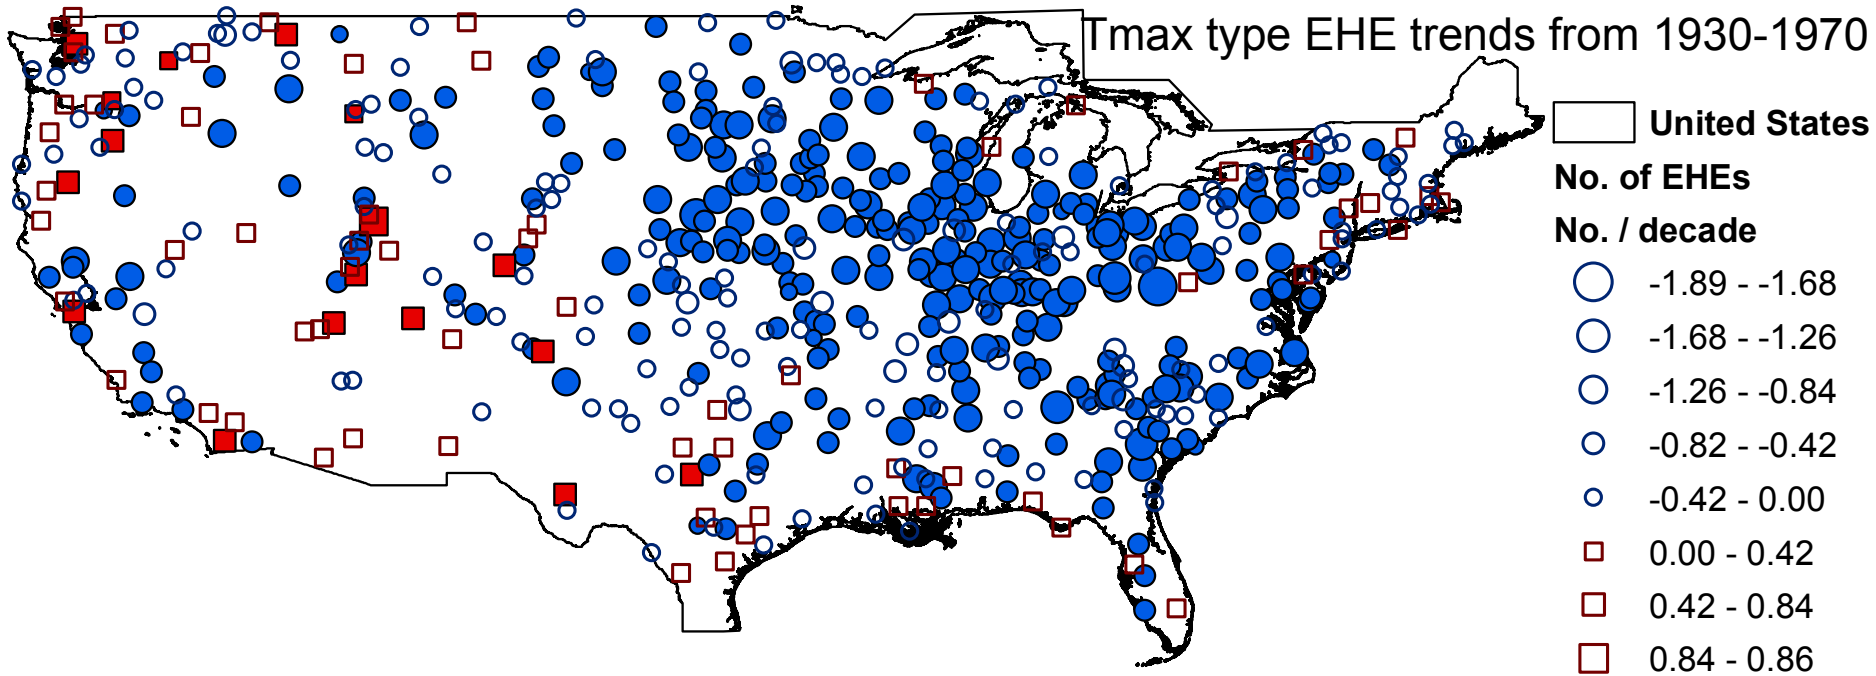 Tmax type EHE trends from 1930-1970
United States
No. of EHEs
No. / decade
-1.89 - -1.68
-1.68 - -1.26
-1.26 - -0.84
-0.82 - -0.42
-0.42 - 0.00
0.00 - 0.42
0.42 - 0.84
0.84 - 0.86